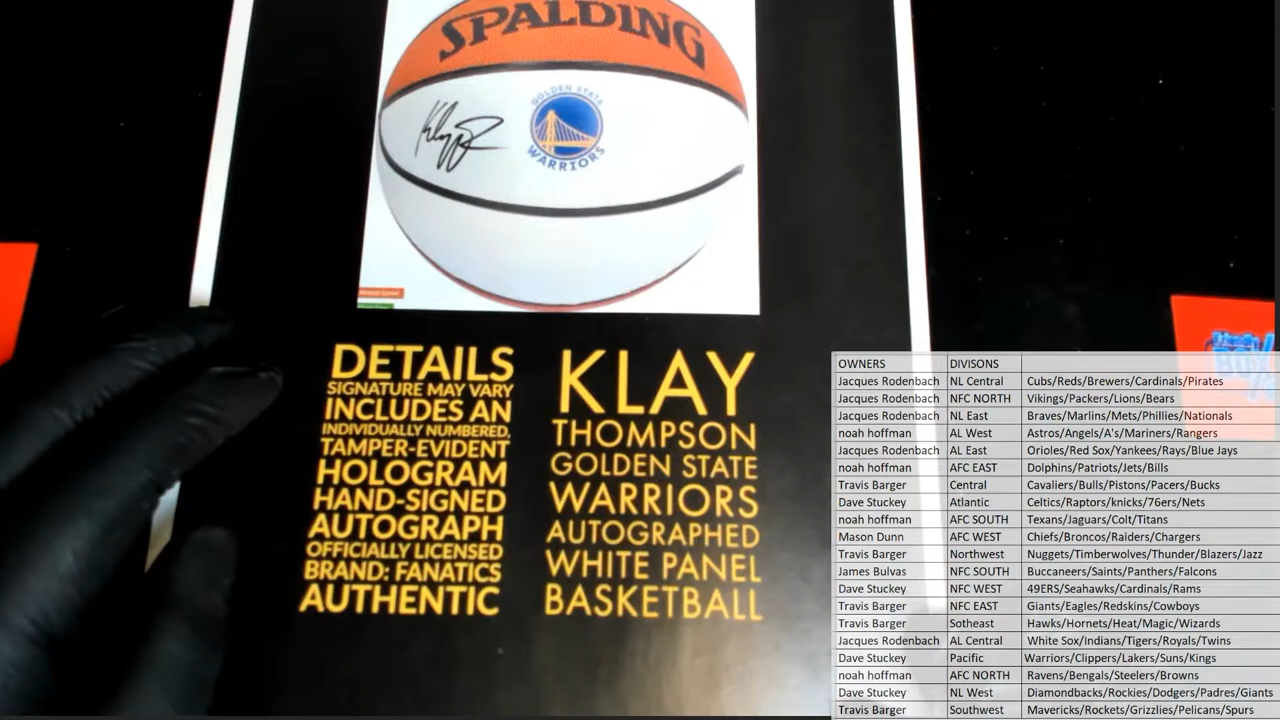 SPALDING
GOLDEN STATE
WARRIORS
DETAILS
SIGNATURE MAY VARY
INCLUDES AN
INDIVIDUALLY NUMBERED,
TAMPER-EVIDENT
HOLOGRAM
HAND-SIGNED
AUTOGRAPH
OFFICIALLY LICENSED
BRAND: FANATICS
AUTHENTIC
KLAY
THOMPSON
GOLDEN STATE
WARRIORS
AUTOGRAPHED
WHITE PANEL
BASKETBALL
OWNERS DIVISONS
Jacques Rodenbach NL Central Cubs/Reds/Brewers/Cardinals/Pirates
Jacques Rodenbach NFC NORTH Vikings/Packers/Lions/Bears
Jacques Rodenbach NL East Braves/Marlins/Mets/Phillies/Nationals
noah hoffman AL West Astros/Angels/A's/Mariners/Rangers
Jacques Rodenbach AL East Orioles/Red Sox/Yankees/Rays/Blue Jays
noah hoffman AFC EAST Dolphins/Patriots/Jets/Bills
Travis Barger Central Cavaliers/Bulls/Pistons/Pacers/Bucks
Dave Stuckey Atlantic Celtics/Raptors/knicks/76ers/Nets
noah hoffman AFC SOUTH Texans/Jaguars/Colt/Titans
Mason Dunn AFC WEST Chiefs/Broncos/Raiders/Chargers
Travis Barger Northwest Nuggets/Timberwolves/Thunder/Blazers/Jazz
James Bulvas NFC SOUTH Buccaneers/Saints/Panthers/Falcons
Dave Stuckey NFC WEST 49ERS/Seahawks/Cardinals/Rams
Travis Barger NFC EAST Giants/Eagles/Redskins/Cowboys
Travis Barger Sotheast Hawks/Hornets/Heat/Magic/Wizards
Jacques Rodenbach AL Central White Sox/Indians/Tigers/Royals/Twins
Dave Stuckey Pacific Warriors/Clippers/Lakers/Suns/Kings
noah hoffman AFC NORTH Ravens/Bengals/Steelers/Browns
Dave Stuckey NL West Diamondbacks/Rockies/Dodgers/Padres/Giants
Travis Barger Southwest Mavericks/Rockets/Grizzlies/Pelicans/Spurs